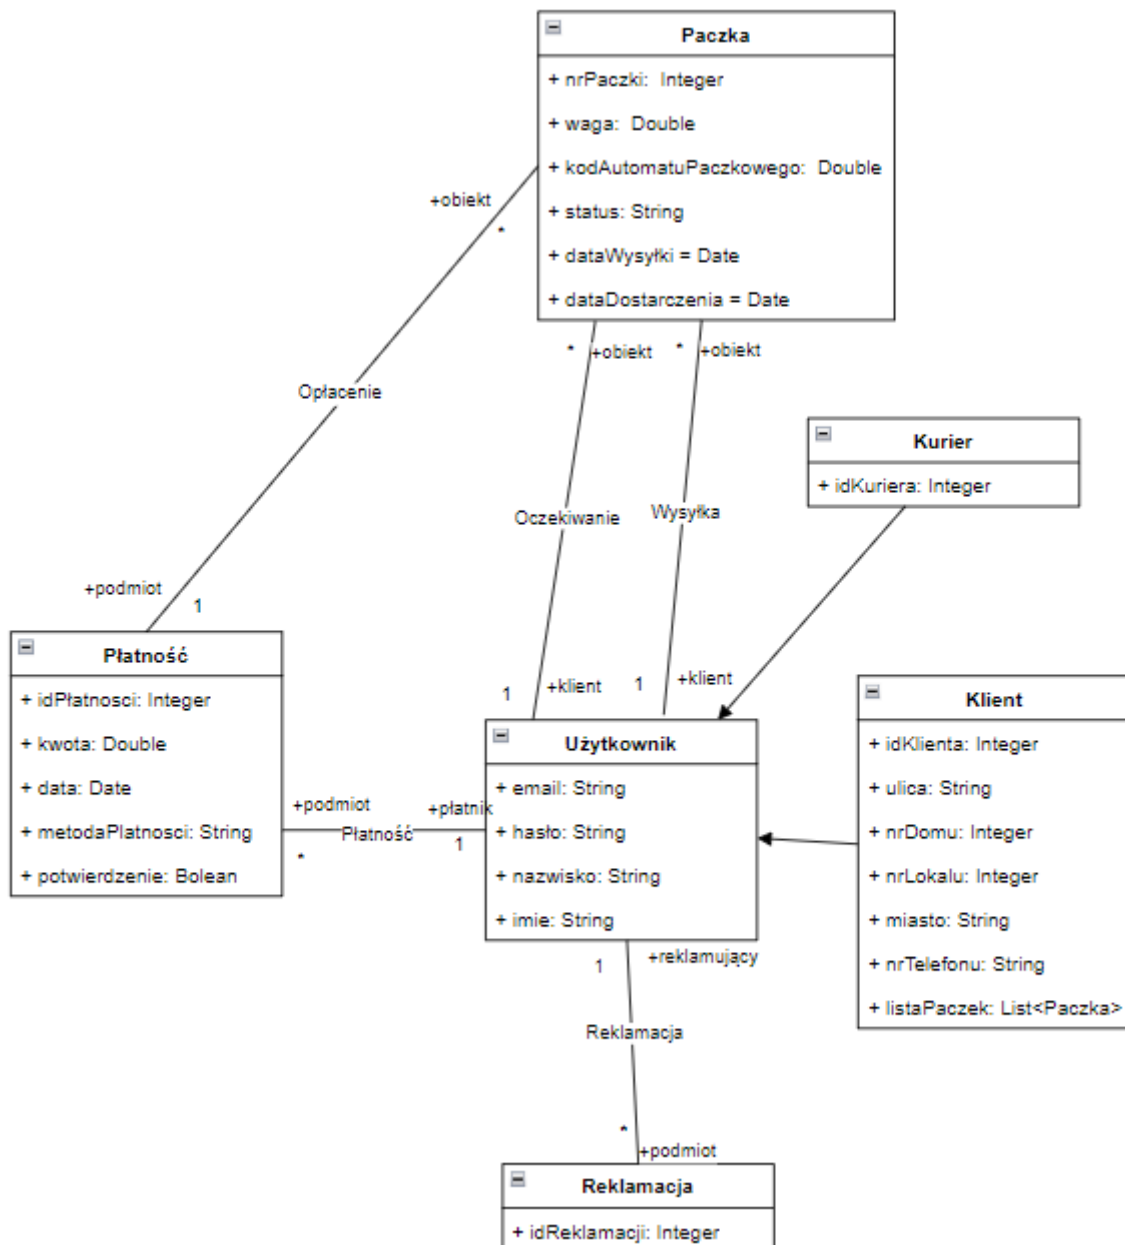 Paczka
+ nrPaczki: Integer
+ waga: Double
+ kodAutomatuPaczkowego: Double
+ status: String
+ dataWysyłki = Date
+ dataDostarczenia = Date
+obiekt
*
* +obiekt
* +obiekt
Opłacenie
Kurier
+ idKuriera: Integer
Oczekiwanie
Wysyłka
+podmiot
1
1 +klient
1 +klient
Płatność
+ idPłatnosci: Integer
+ kwota: Double
+ data: Date
+ metodaPlatnosci: String
+ potwierdzenie: Bolean
+podmiot
*
Płatność
+płatnik
1
Użytkownik
+ email: String
+ hasło: String
+ nazwisko: String
+ imie: String
Klient
+ idKlienta: Integer
+ ulica: String
+ nrDomu: Integer
+ nrLokalu: Integer
+ miasto: String
+ nrTelefonu: String
+ listaPaczek: List<Paczka>
1
+reklamujący
Reklamacja
*
+podmiot
Reklamacja
+ idReklamacji: Integer